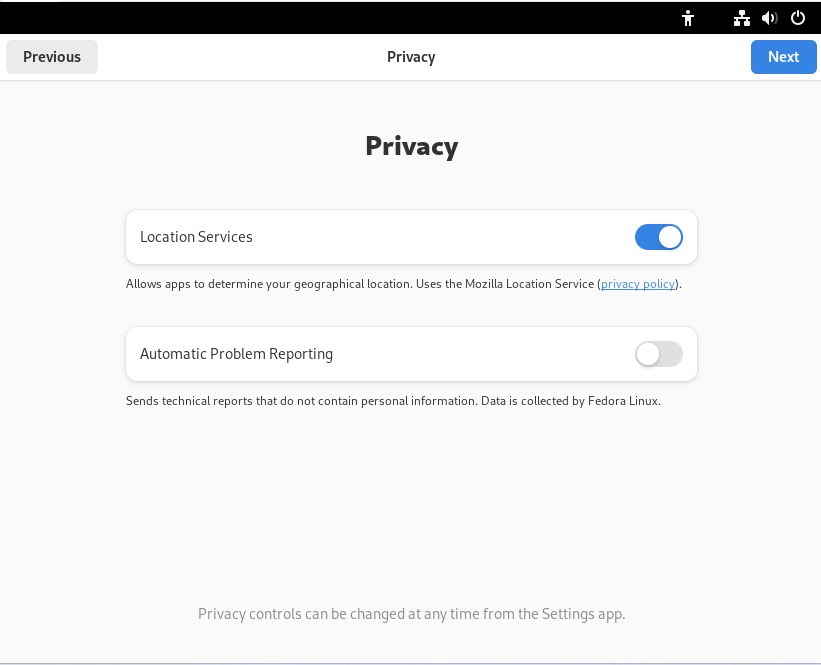 Previous
Privacy
Next
Privacy
Location Services
Allows apps to determine your geographical location. Uses the Mozilla Location Service (privacy policy).
Automatic Problem Reporting
Sends technical reports that do not contain personal information. Data is collected by Fedora Linux.
Privacy controls can be changed at any time from the Settings app.